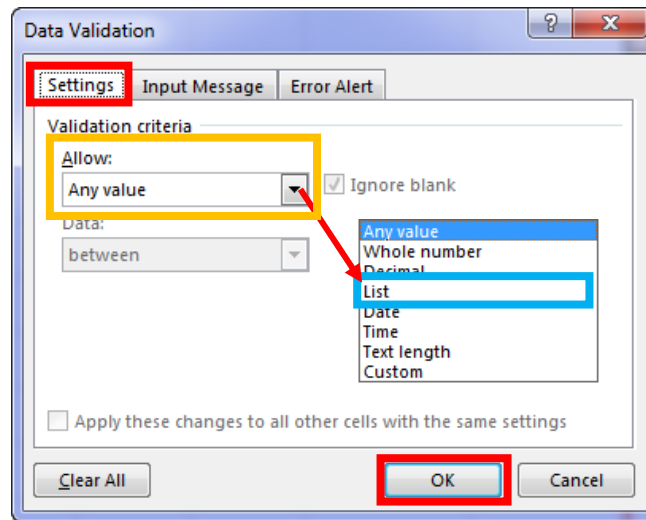 Data Validation
Settings Input Message Error Alert
Validation criteria
Allow:
Any value
Ignore blank
Data:
between
Any value
Whole number
Decimal
List
Date
Time
Text length
Custom
Apply these changes to all other cells with the same settings
Clear All OK Cancel